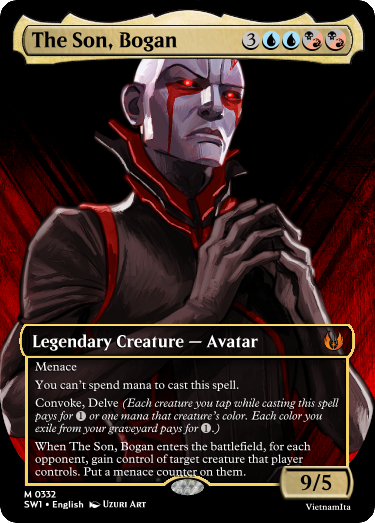 The Son, Bogan 3
Legendary Creature — Avatar
Menace
You can't spend mana to cast this spell.
Convoke, Delve (Each creature you tap while casting this spell
pays for 1 or one mana that creature's color. Each color you
exile from your graveyard pays for 1.)
When The Son, Bogan enters the battlefield, for each
opponent, gain control of target creature that player
controls. Put a menace counter on them.
9/5
M 0332
SW1 • English Uzuri Art
VietnamIta